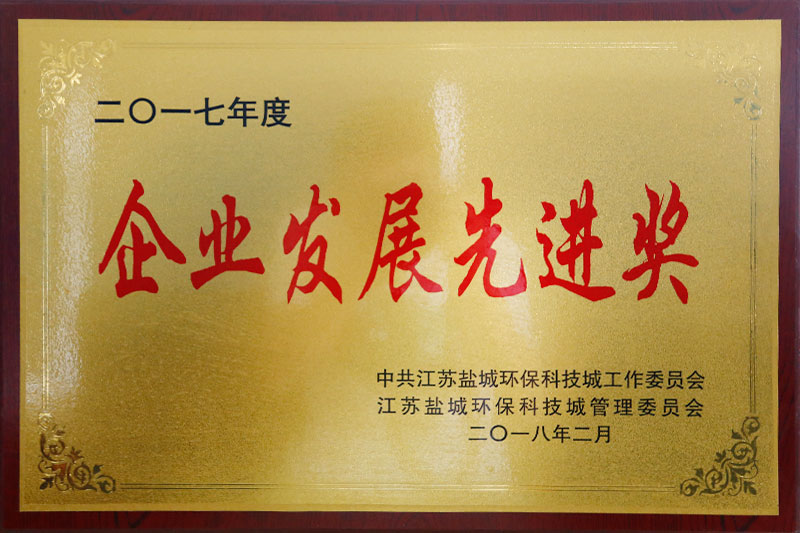 二〇一七年度
企业发展先进奖
中共江苏盐城环保科技城工作委员会
江苏盐城环保科技城管理委员会
二〇一八年二月